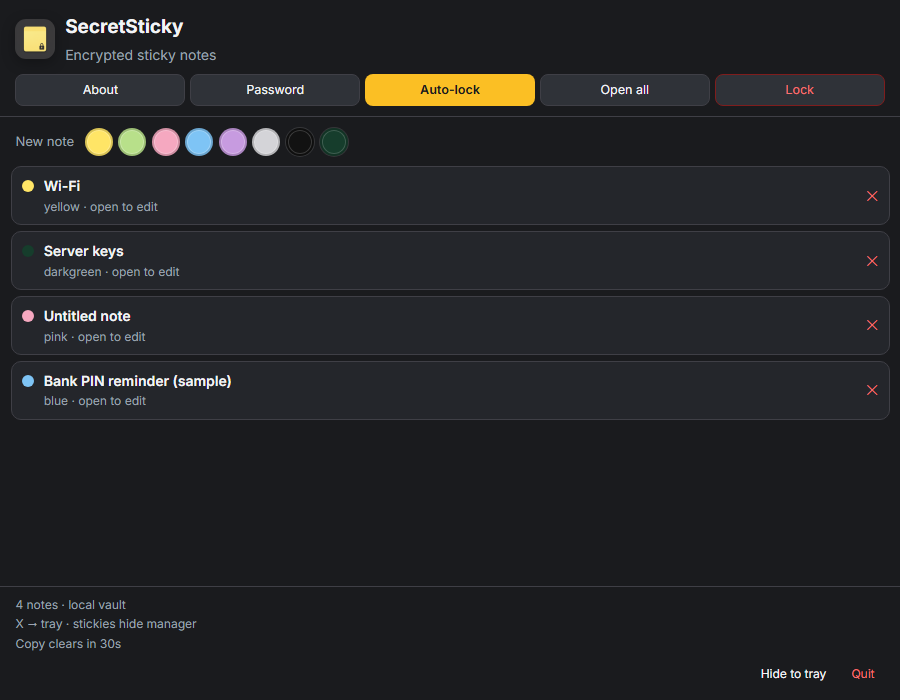 SecretSticky
Encrypted sticky notes
About
Password
Auto-lock
Open all
Lock
New note
Wi-Fi
yellow · open to edit
Server keys
darkgreen · open to edit
Untitled note
pink · open to edit
Bank PIN reminder (sample)
blue · open to edit
4 notes · local vault
X → tray · stickies hide manager
Copy clears in 30s
Hide to tray
Quit